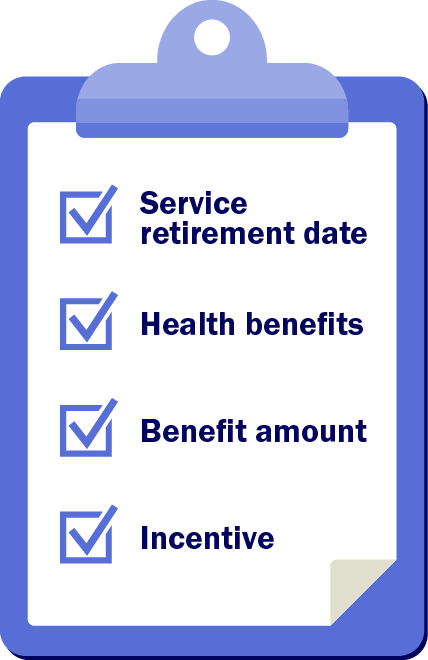 Service
retirement date
Health benefits
Benefit amount
Incentive